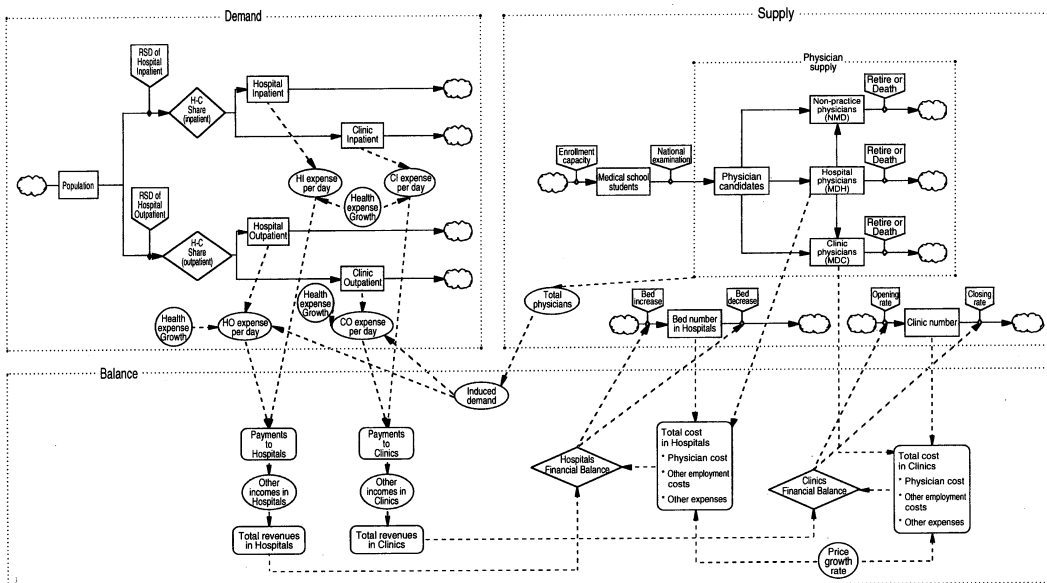 Demand
RSD of
Hospital
Inpatient
H-C
Share
(inpatient)
Hospital
Inpatient
Clinic
Inpatient
HI expense
per day
CI expense
per day
Health
expense
Growth
Population
RSD of
Hospital
Outpatient
H-C
Share
(outpatient)
Hospital
Outpatient
Clinic
Outpatient
Health
expense
Growth
HO expense
per day
Health
expense
Growth
CO expense
per day
Supply
Physician
supply
Enrollment
capacity
Medical school
students
National
examination
Physician
candidates
Non-practice
physicians
(NMD)
Retire or
Death
Hospital
physicians
(MDH)
Retire or
Death
Clinic
physicians
(MDC)
Retire or
Death
Total
physicians
Bed
increase
Bed number
in Hospitals
Bed
decrease
Opening
rate
Clinic number
Closing
rate
Balance
Induced
demand
Payments
to
Hospitals
Other
incomes in
Hospitals
Total revenues
in Hospitals
Payments
to
Clinics
Other
incomes in
Clinics
Total revenues
in Clinics
Hospitals
Financial Balance
Total cost
in Hospitals
* Physician cost
* Other employment
costs
* Other expenses
Clinics
Financial Balance
Total cost
in Clinics
* Physician cost
* Other employment
costs
* Other expenses
Price
growth
rate